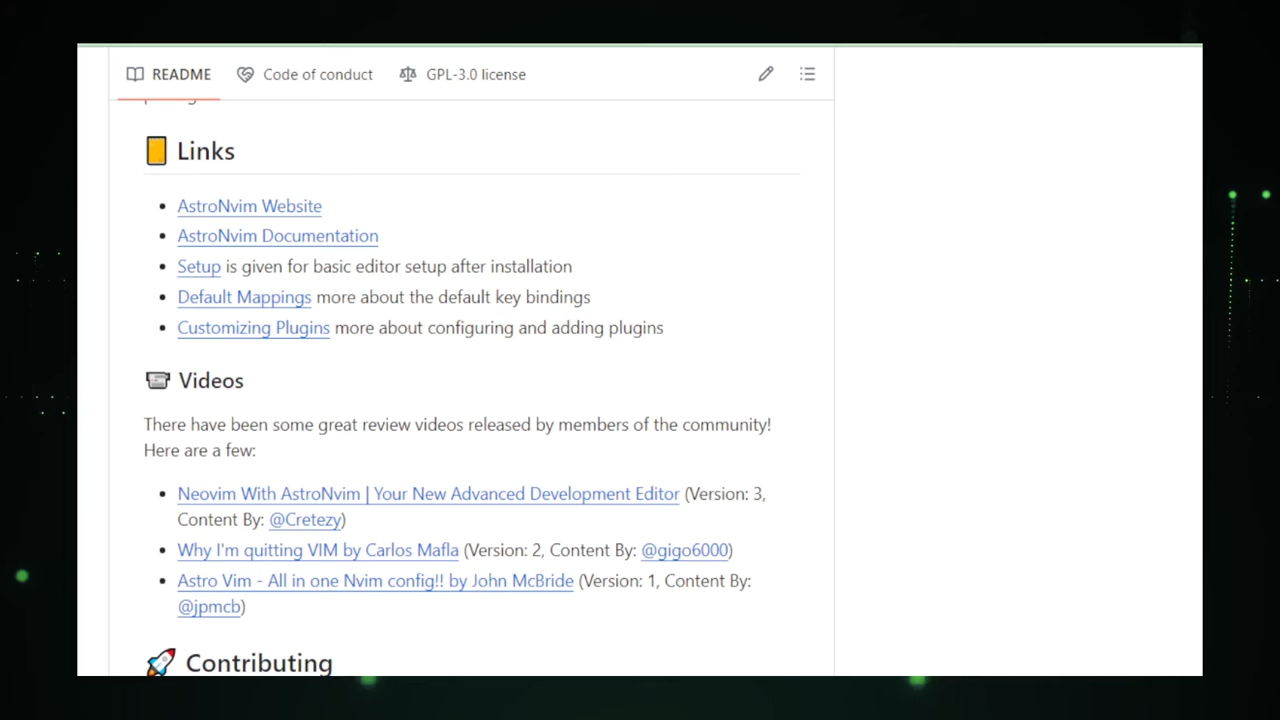 README Code of conduct GPL-3.0 license
Links
AstroNvim Website
AstroNvim Documentation
Setup is given for basic editor setup after installation
Default Mappings more about the default key bindings
Customizing Plugins more about configuring and adding plugins
Videos
There have been some great review videos released by members of the community!
Here are a few:
Neovim With AstroNvim | Your New Advanced Development Editor (Version: 3,
Content By: @Cretezy)
Why I'm quitting VIM by Carlos Mafla (Version: 2, Content By: @gigo6000)
Astro Vim - All in one Nvim config!! by John McBride (Version: 1, Content By:
@jpmcb)
Contributing